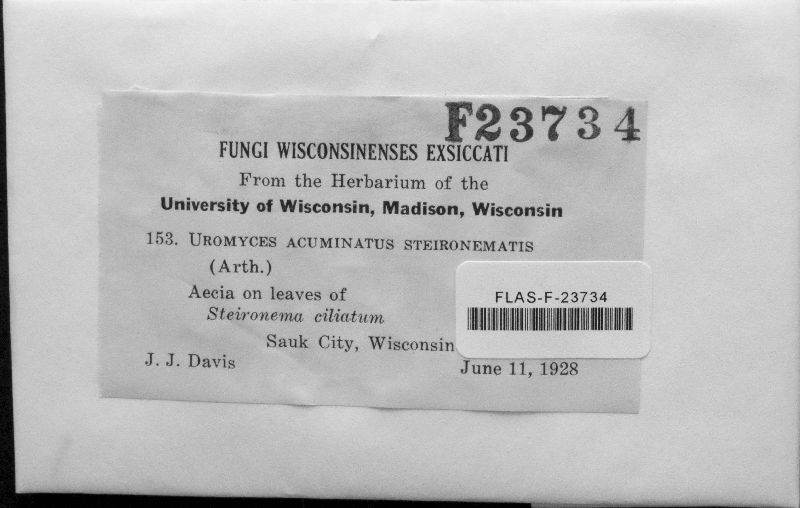 F23734
FUNGI WISCONSINENSES EXSICCATI
From the Herbarium of the
University of Wisconsin, Madison, Wisconsin
153. UROMYCES ACUMINATUS STEIRONEMATIS
(Arth.)
Aecia on leaves of
Steironema ciliatum
FLAS-F-23734
Sauk City, Wisconsin
J. J. Davis
June 11, 1928